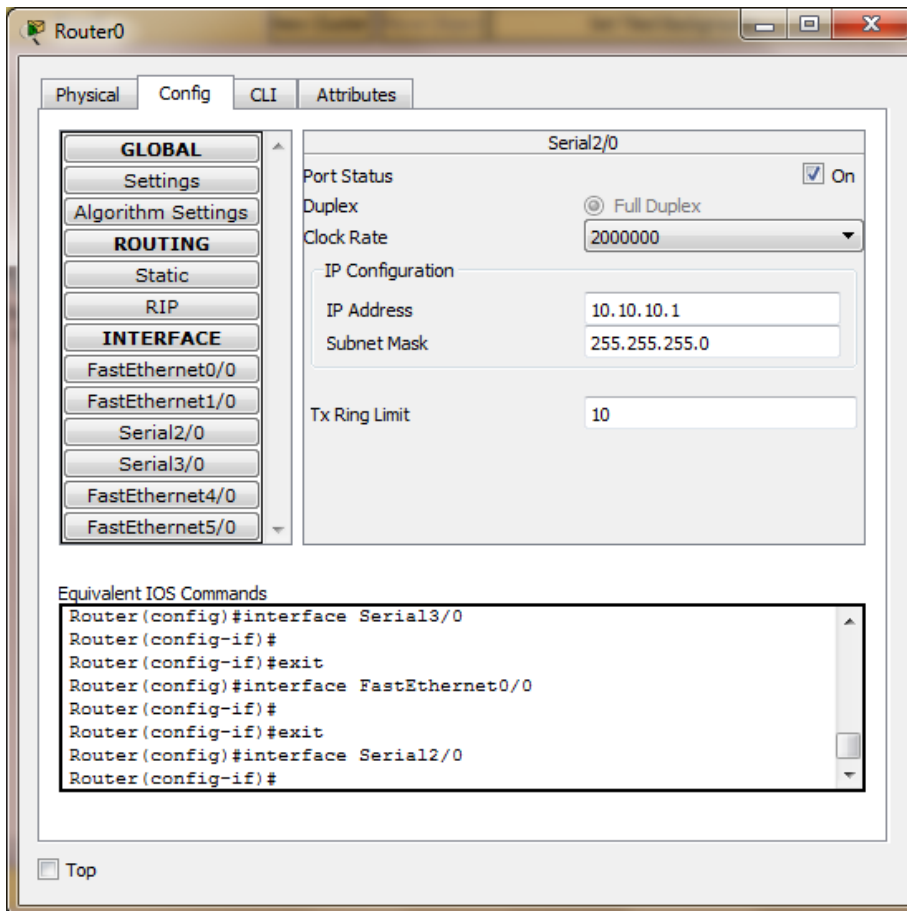 Router0
Physical
Config
CLI
Attributes
GLOBAL
Settings
Algorithm Settings
ROUTING
Static
RIP
INTERFACE
FastEthernet0/0
FastEthernet1/0
Serial2/0
Serial3/0
FastEthernet4/0
FastEthernet5/0
Serial2/0
Port Status On
Duplex Full Duplex
Clock Rate 2000000
IP Configuration
IP Address 10.10.10.1
Subnet Mask 255.255.255.0
Tx Ring Limit 10
Equivalent IOS Commands
Router(config)#interface Serial3/0
Router(config-if)#
Router(config-if)#exit
Router(config)#interface FastEthernet0/0
Router(config-if)#
Router(config-if)#exit
Router(config)#interface Serial2/0
Router(config-if)#
Top